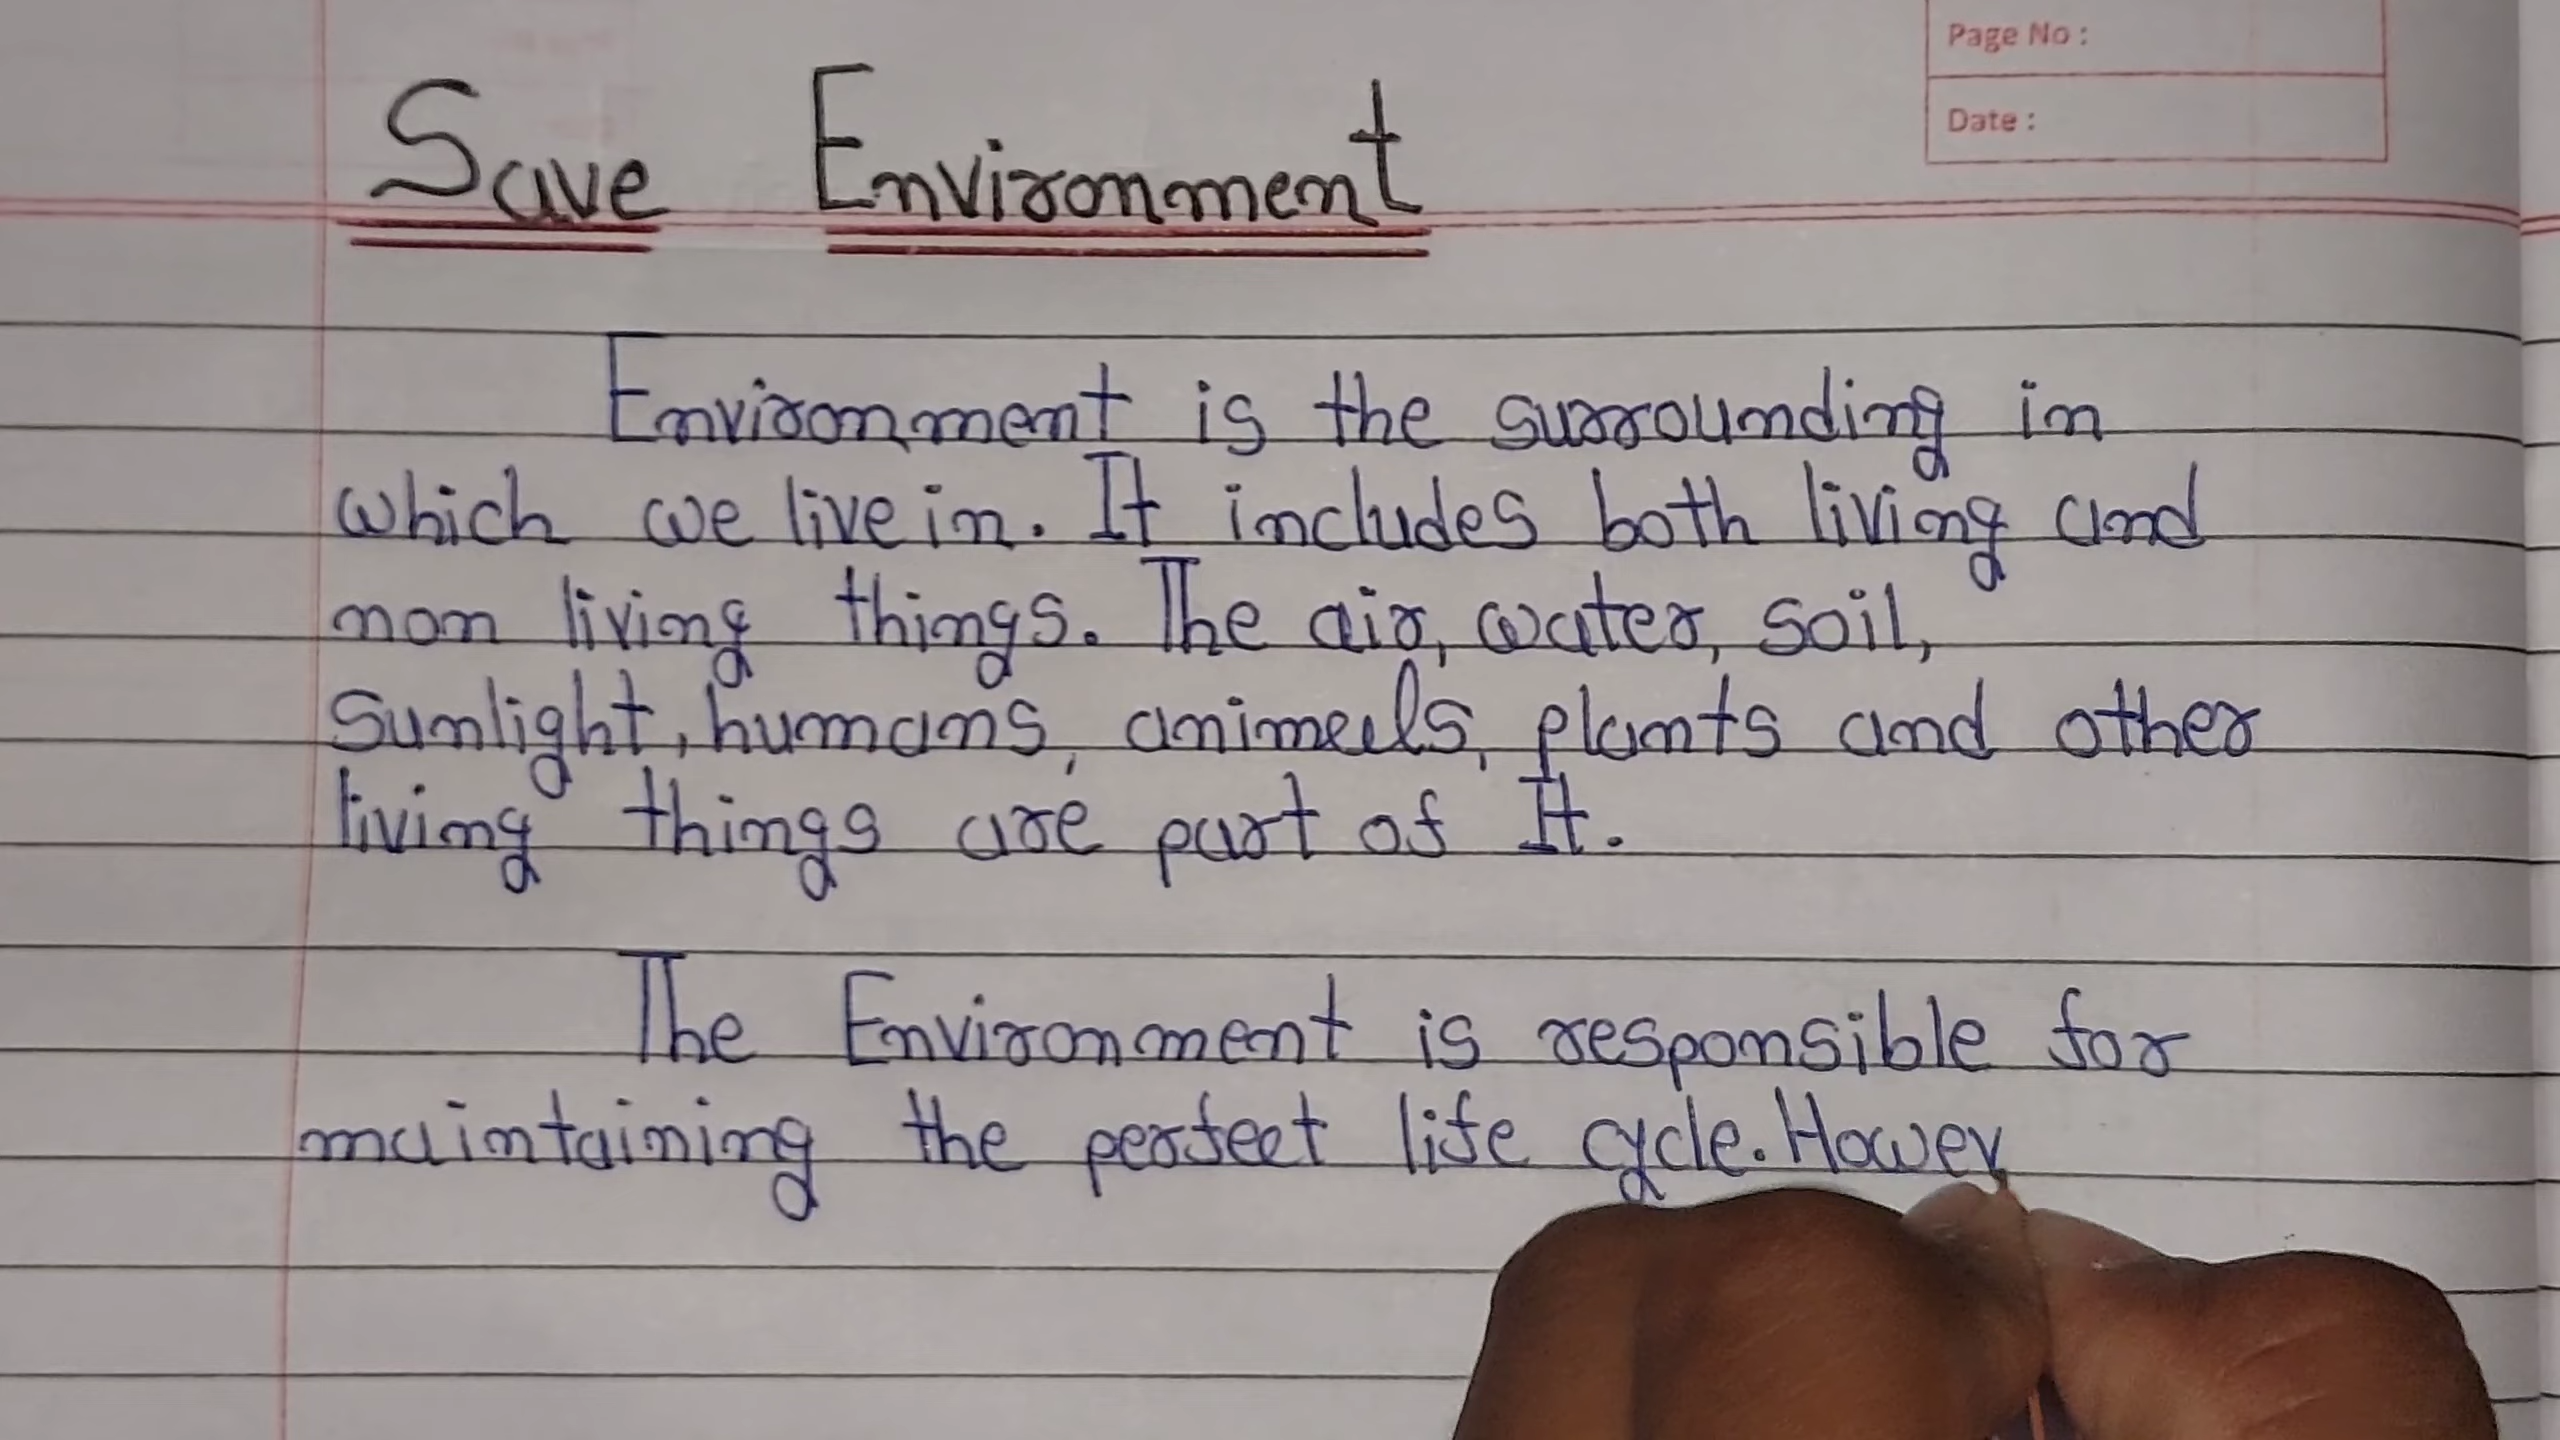 Page No :
Date :
Save Environment
Environment is the surrounding in
which we live in. It includes both living and
non living things. The air, water, soil,
Sunlight, humans, animals, plants and other
living things are part of It.
The Environment is responsible for
maintaining the perfect life cycle. Howev